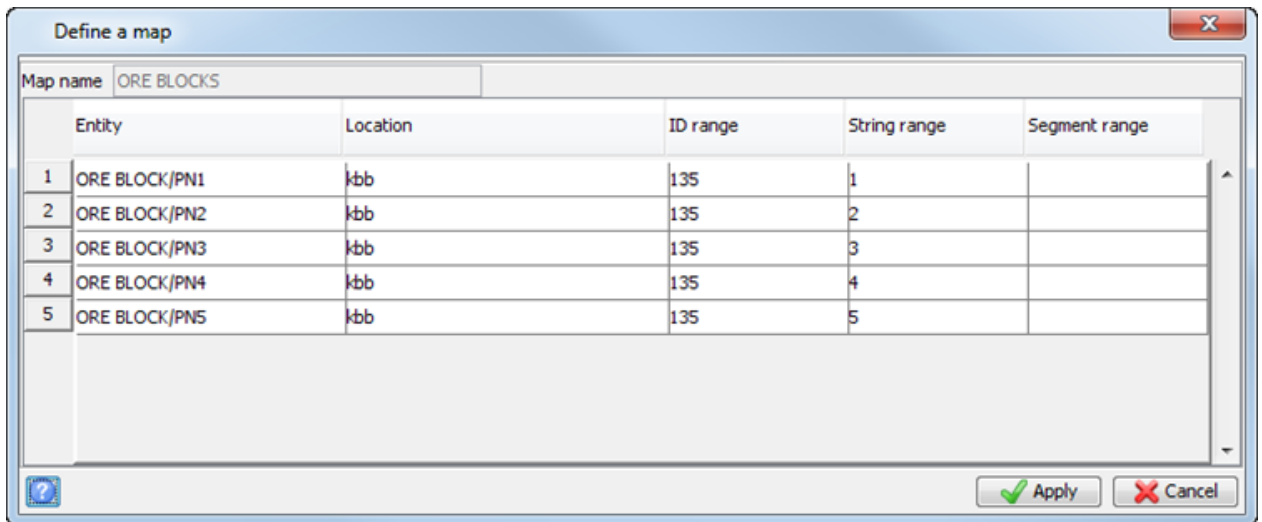 Define a map
Map name ORE BLOCKS
Entity Location ID range String range Segment range
1 ORE BLOCK/PN1 kbb 135 1
2 ORE BLOCK/PN2 kbb 135 2
3 ORE BLOCK/PN3 kbb 135 3
4 ORE BLOCK/PN4 kbb 135 4
5 ORE BLOCK/PN5 kbb 135 5
? Apply Cancel